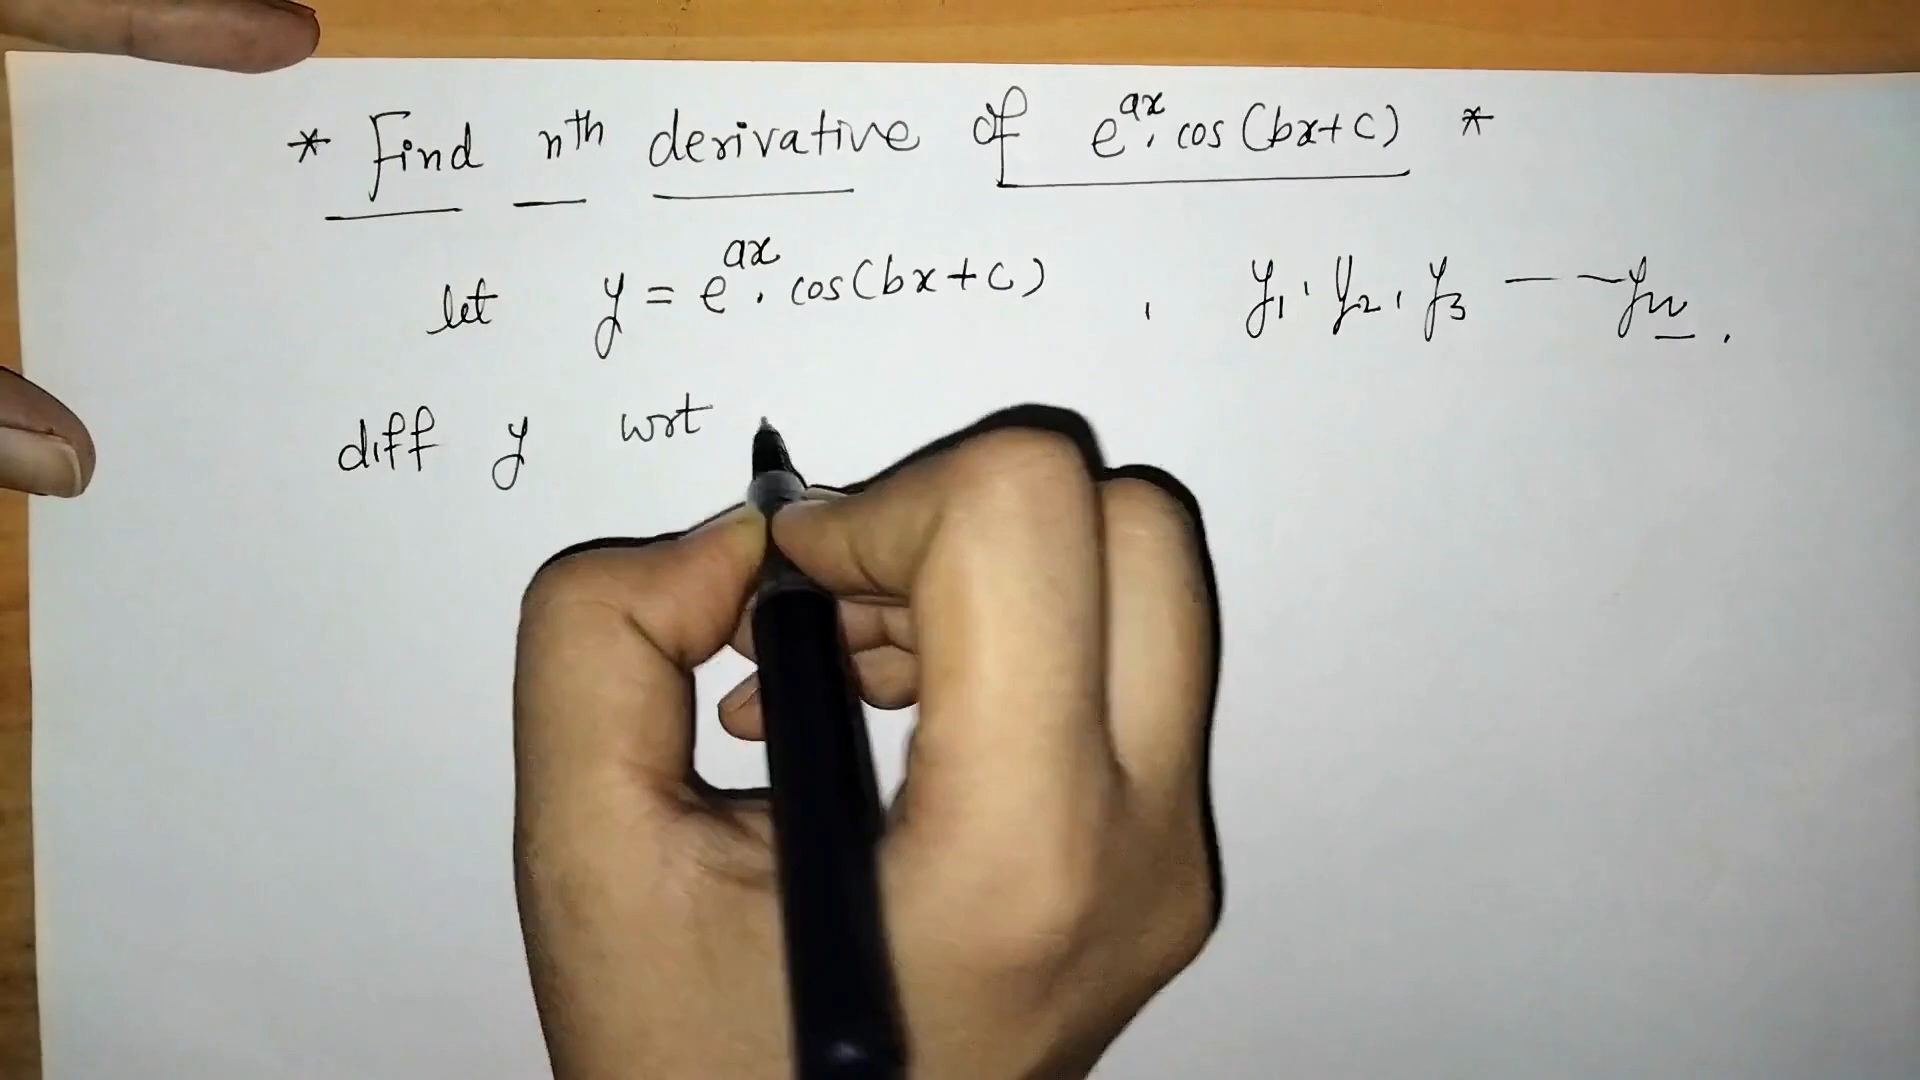 * Find nth derivative of e^ax. cos(bx+c) *
let y = e^ax. cos(bx+c) , y1, y2, y3 - - yn.
diff y wrt